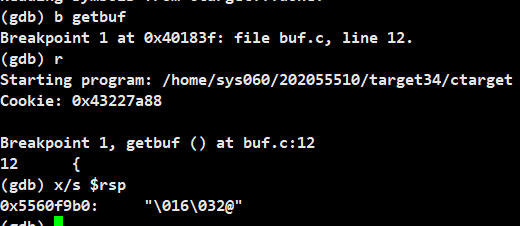 (gdb) b getbuf
Breakpoint 1 at 0x40183f: file buf.c, line 12.
(gdb) r
Starting program: /home/sys060/202055510/target34/ctarget
Cookie: 0x43227a88
Breakpoint 1, getbuf () at buf.c:12
12      {
(gdb) x/s $rsp
0x5560f9b0:     "\016\032@"
(gdb)